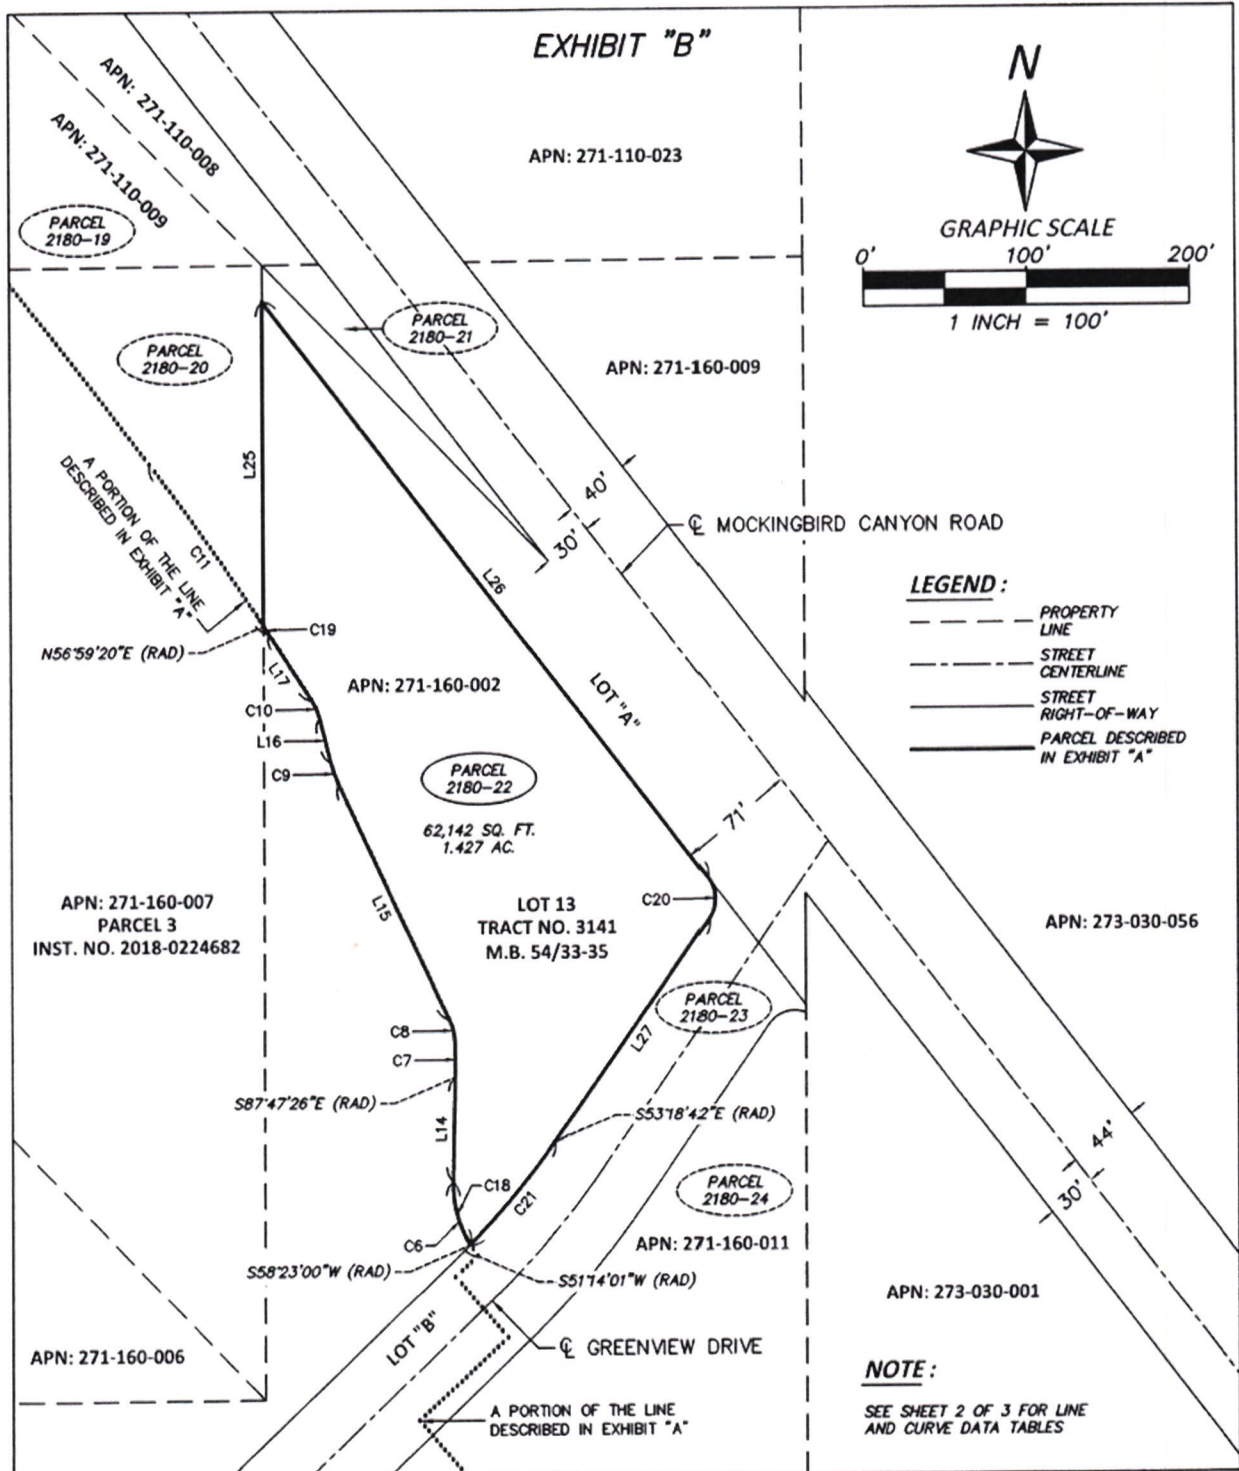 EXHIBIT "B"
N
APN: 271-110-008
APN: 271-110-009
APN: 271-110-023
PARCEL
2180-19
GRAPHIC SCALE
0' 100' 200'
1 INCH = 100'
PARCEL
2180-21
PARCEL
2180-20
APN: 271-160-009
L25
A PORTION OF THE LINE
DESCRIBED IN EXHIBIT
"A"
C11
40'
30'
℄ MOCKINGBIRD CANYON ROAD
L26
LEGEND :
PROPERTY
LINE
STREET
CENTERLINE
STREET
RIGHT-OF-WAY
PARCEL DESCRIBED
IN EXHIBIT "A"
C19
N56°59'20"E (RAD)
L17
APN: 271-160-002
LOT "A"
C10
L16
C9
PARCEL
2180-22
62,142 SQ. FT.
1.427 AC.
71'
L15
APN: 271-160-007
PARCEL 3
INST. NO. 2018-0224682
LOT 13
TRACT NO. 3141
M.B. 54/33-35
C20
APN: 273-030-056
PARCEL
2180-23
C8
C7
L27
S87°47'26"E (RAD)
S53°18'42"E (RAD)
L14
44'
30'
C18
C21
PARCEL
2180-24
C6
APN: 271-160-011
S58°23'00"W (RAD)
S51°14'01"W (RAD)
APN: 273-030-001
LOT "B"
℄ GREENVIEW DRIVE
APN: 271-160-006
NOTE :
SEE SHEET 2 OF 3 FOR LINE
AND CURVE DATA TABLES
A PORTION OF THE LINE
DESCRIBED IN EXHIBIT "A"